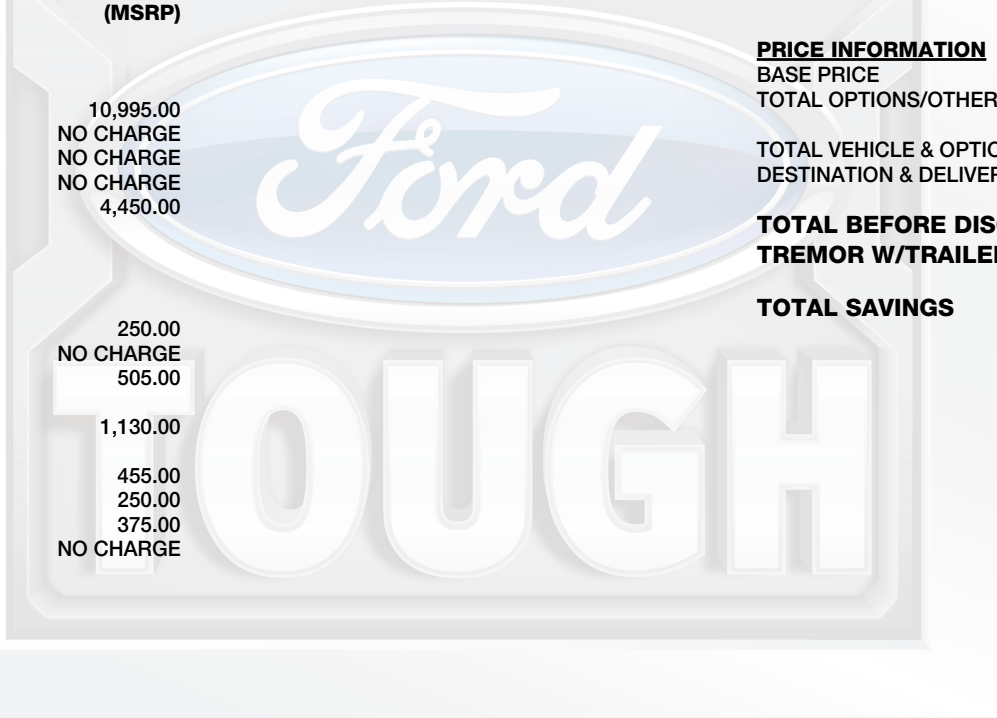 (MSRP)
10,995.00
NO CHARGE
NO CHARGE
NO CHARGE
4,450.00
250.00
NO CHARGE
505.00
1,130.00
455.00
250.00
375.00
NO CHARGE
PRICE INFORMATION
BASE PRICE
TOTAL OPTIONS/OTHER
TOTAL VEHICLE & OPTIO
DESTINATION & DELIVER
TOTAL BEFORE DIS
TREMOR W/TRAILE
TOTAL SAVINGS
Ford
TOUGH